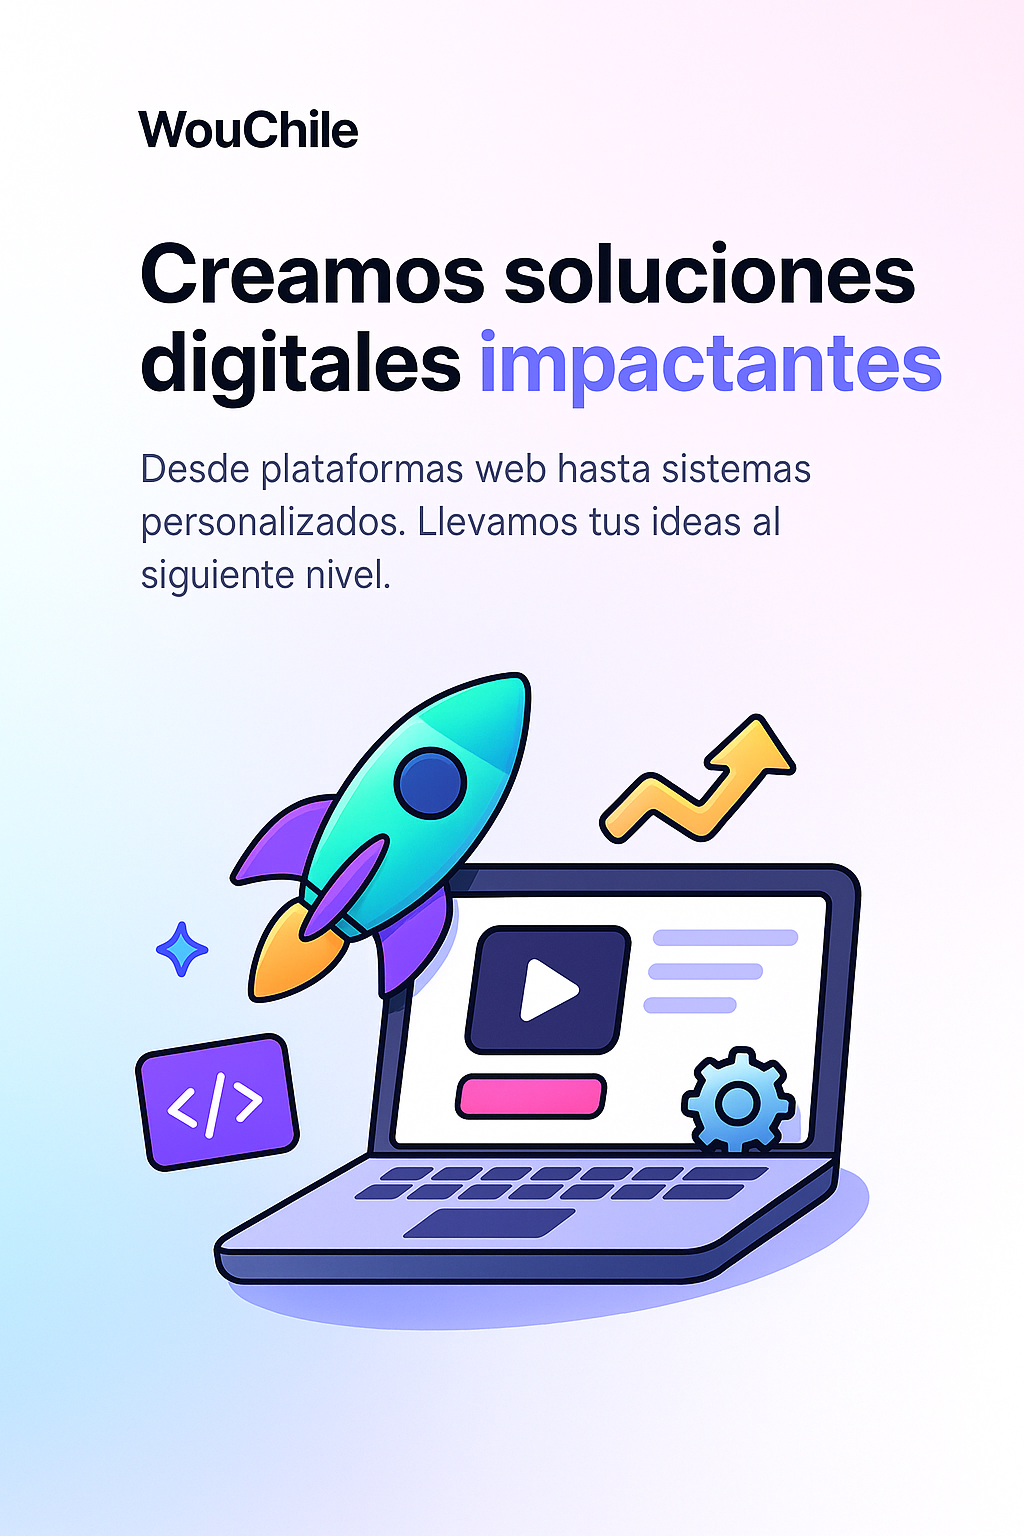 WouChile
Creamos soluciones
digitales impactantes
Desde plataformas web hasta sistemas
personalizados. Llevamos tus ideas al
siguiente nivel.
</>